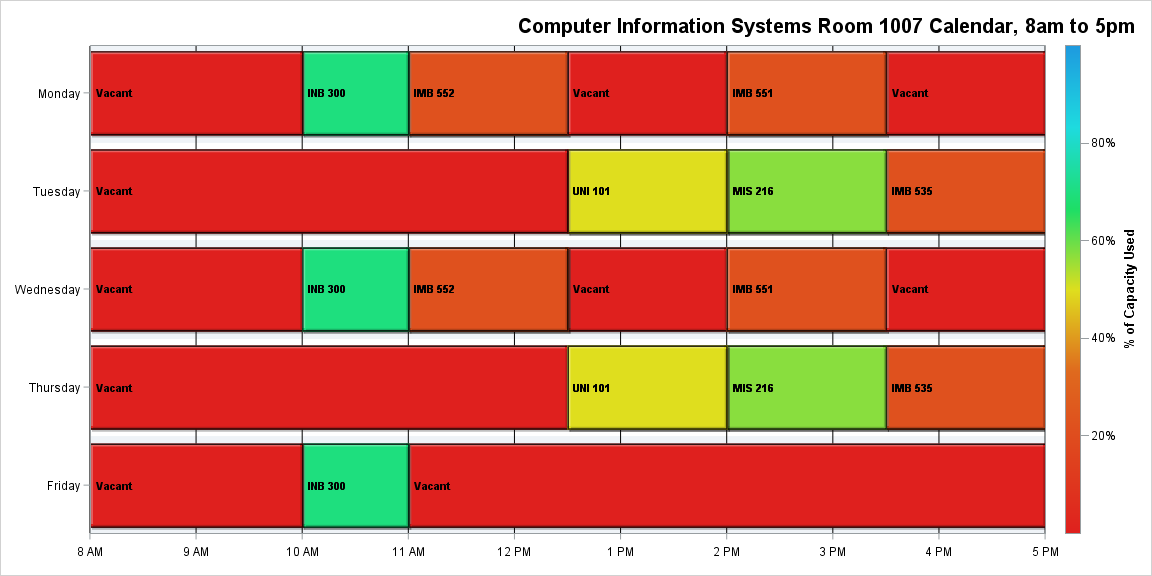 Computer Information Systems Room 1007 Calendar, 8am to 5pm
Monday
Vacant
INB 300
IMB 552
Vacant
IMB 551
Vacant
Tuesday
Vacant
UNI 101
MIS 216
IMB 535
Wednesday
Vacant
INB 300
IMB 552
Vacant
IMB 551
Vacant
Thursday
Vacant
UNI 101
MIS 216
IMB 535
Friday
Vacant
INB 300
Vacant
8 AM
9 AM
10 AM
11 AM
12 PM
1 PM
2 PM
3 PM
4 PM
5 PM
80%
60%
40%
20%
% of Capacity Used